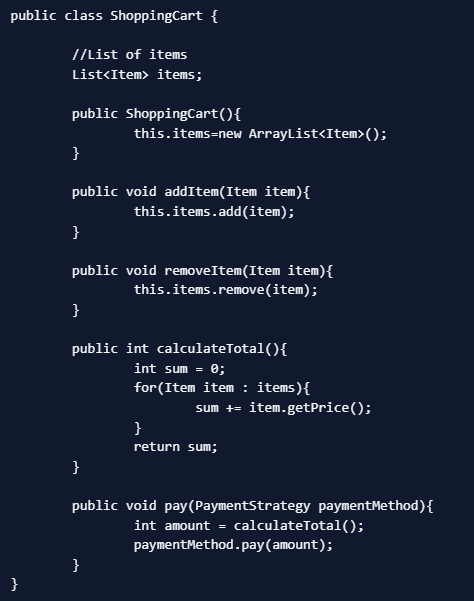 public class ShoppingCart {
//List of items
List<Item> items;
public ShoppingCart(){
this.items=new ArrayList<Item>();
}
public void addItem(Item item){
this.items.add(item);
}
public void removeItem(Item item){
this.items.remove(item);
}
public int calculateTotal(){
int sum = 0;
for(Item item : items){
sum += item.getPrice();
}
return sum;
}
public void pay(PaymentStrategy paymentMethod){
int amount = calculateTotal();
paymentMethod.pay(amount);
}
}